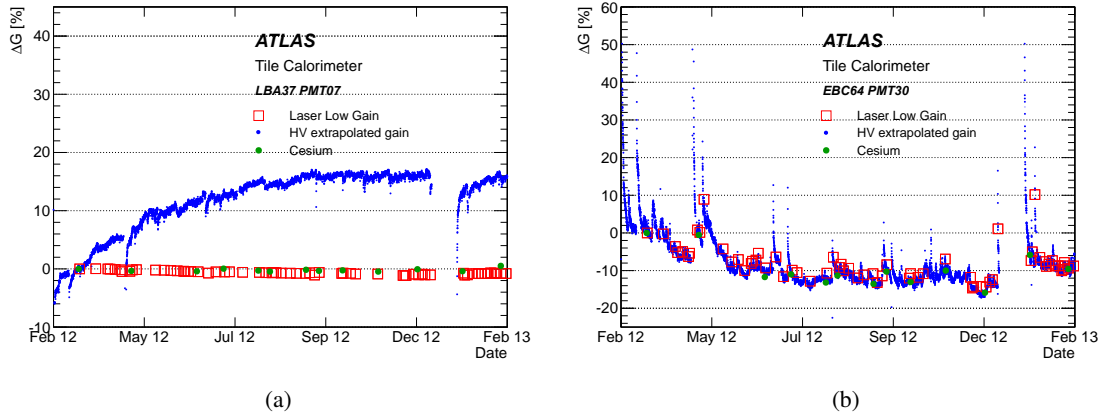 ΔG [%]
40
30
20
10
0
-10
ATLAS
Tile Calorimeter
LBA37 PMT07
Laser Low Gain
HV extrapolated gain
Cesium
Feb 12 May 12 Jul 12 Sep 12 Dec 12 Feb 13
Date
(a)
ΔG [%]
60
50
40
30
20
10
0
-10
-20
ATLAS
Tile Calorimeter
EBC64 PMT30
Laser Low Gain
HV extrapolated gain
Cesium
Feb 12 May 12 Jul 12 Sep 12 Dec 12 Feb 13
Date
(b)